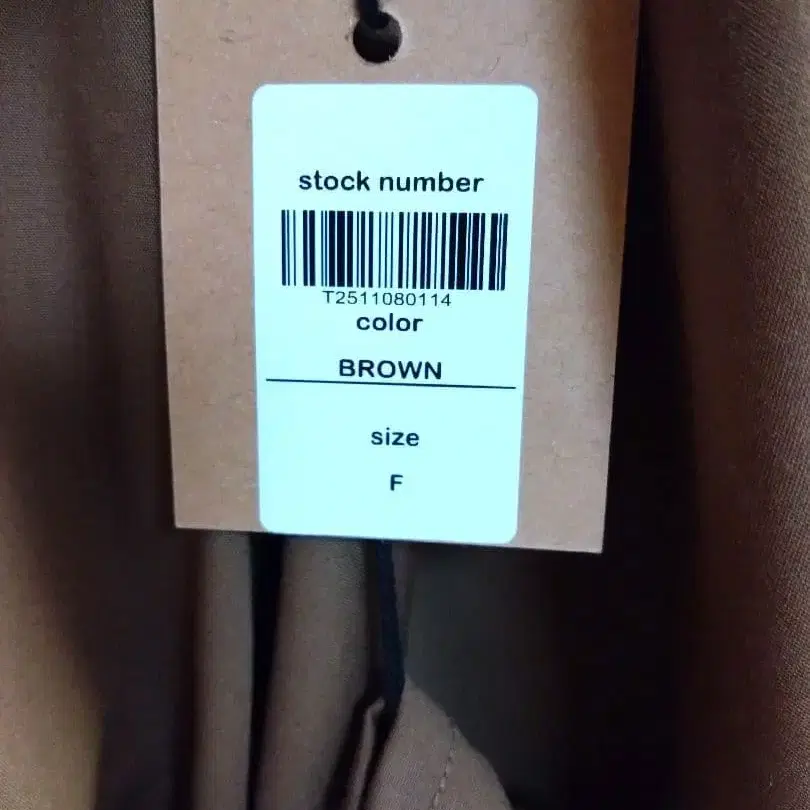 stock number
T2511080114
color
BROWN
size
F